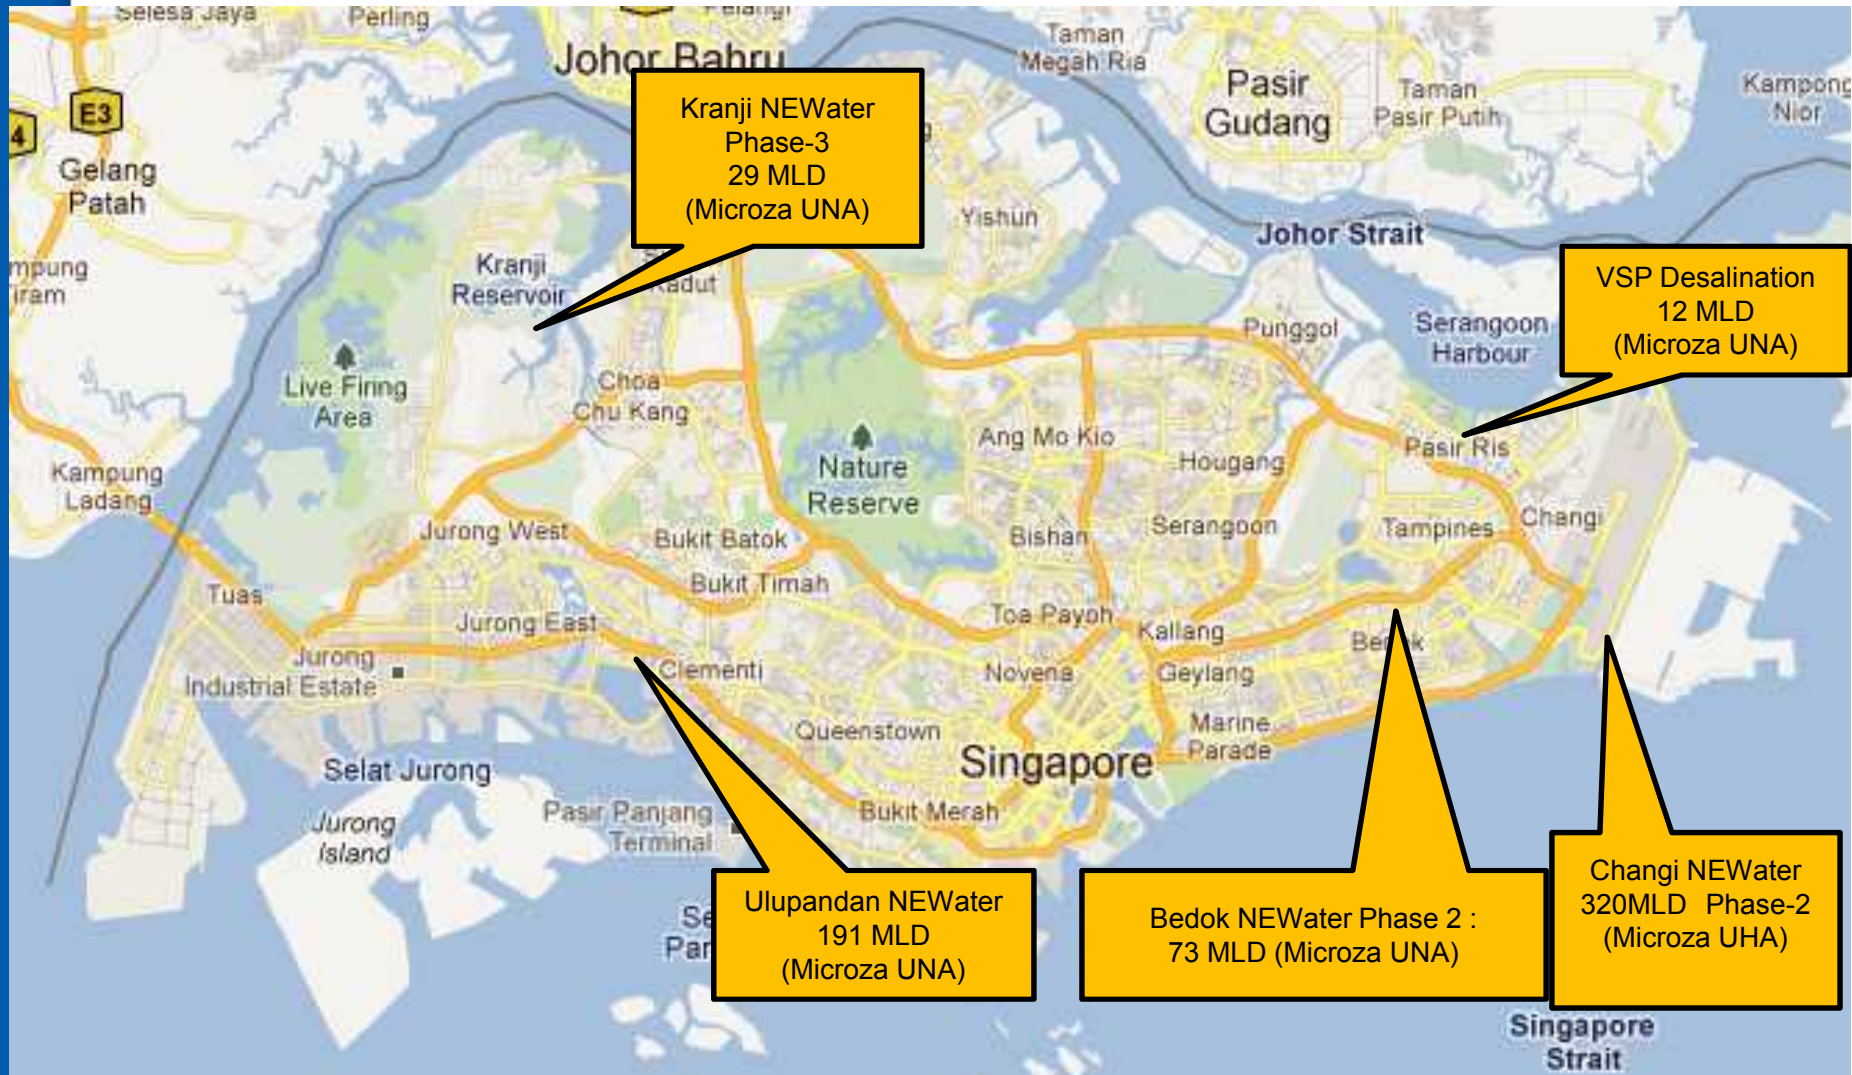 Selesa Jaya
Perling
Pelangi
Johor Bahru
Taman
Megah Ria
Pasir
Gudang
Taman
Pasir Putih
Kampong
Nior
E3
4
Gelang
Patah
Kranji NEWater
Phase-3
29 MLD
(Microza UNA)
Yishun
Johor Strait
Kranji
Reservoir
VSP Desalination
12 MLD
(Microza UNA)
Punggol
Serangoon
Harbour
Live Firing
Area
Choa
Chu Kang
Ang Mo Kio
Hougang
Pasir Ris
Nature
Reserve
Kampung
Ladang
Jurong West
Bukit Batok
Bishan
Serangoon
Tampines
Changi
Bukit Timah
Tuas
Jurong East
Toa Payoh
Kallang
Jurong
Industrial Estate
Clementi
Novena
Geylang
Queenstown
Marine
Parade
Singapore
Selat Jurong
Jurong
Island
Pasir Panjang
Terminal
Bukit Merah
Ulupandan NEWater
191 MLD
(Microza UNA)
Bedok NEWater Phase 2 :
73 MLD (Microza UNA)
Changi NEWater
320MLD Phase-2
(Microza UHA)
Singapore
Strait